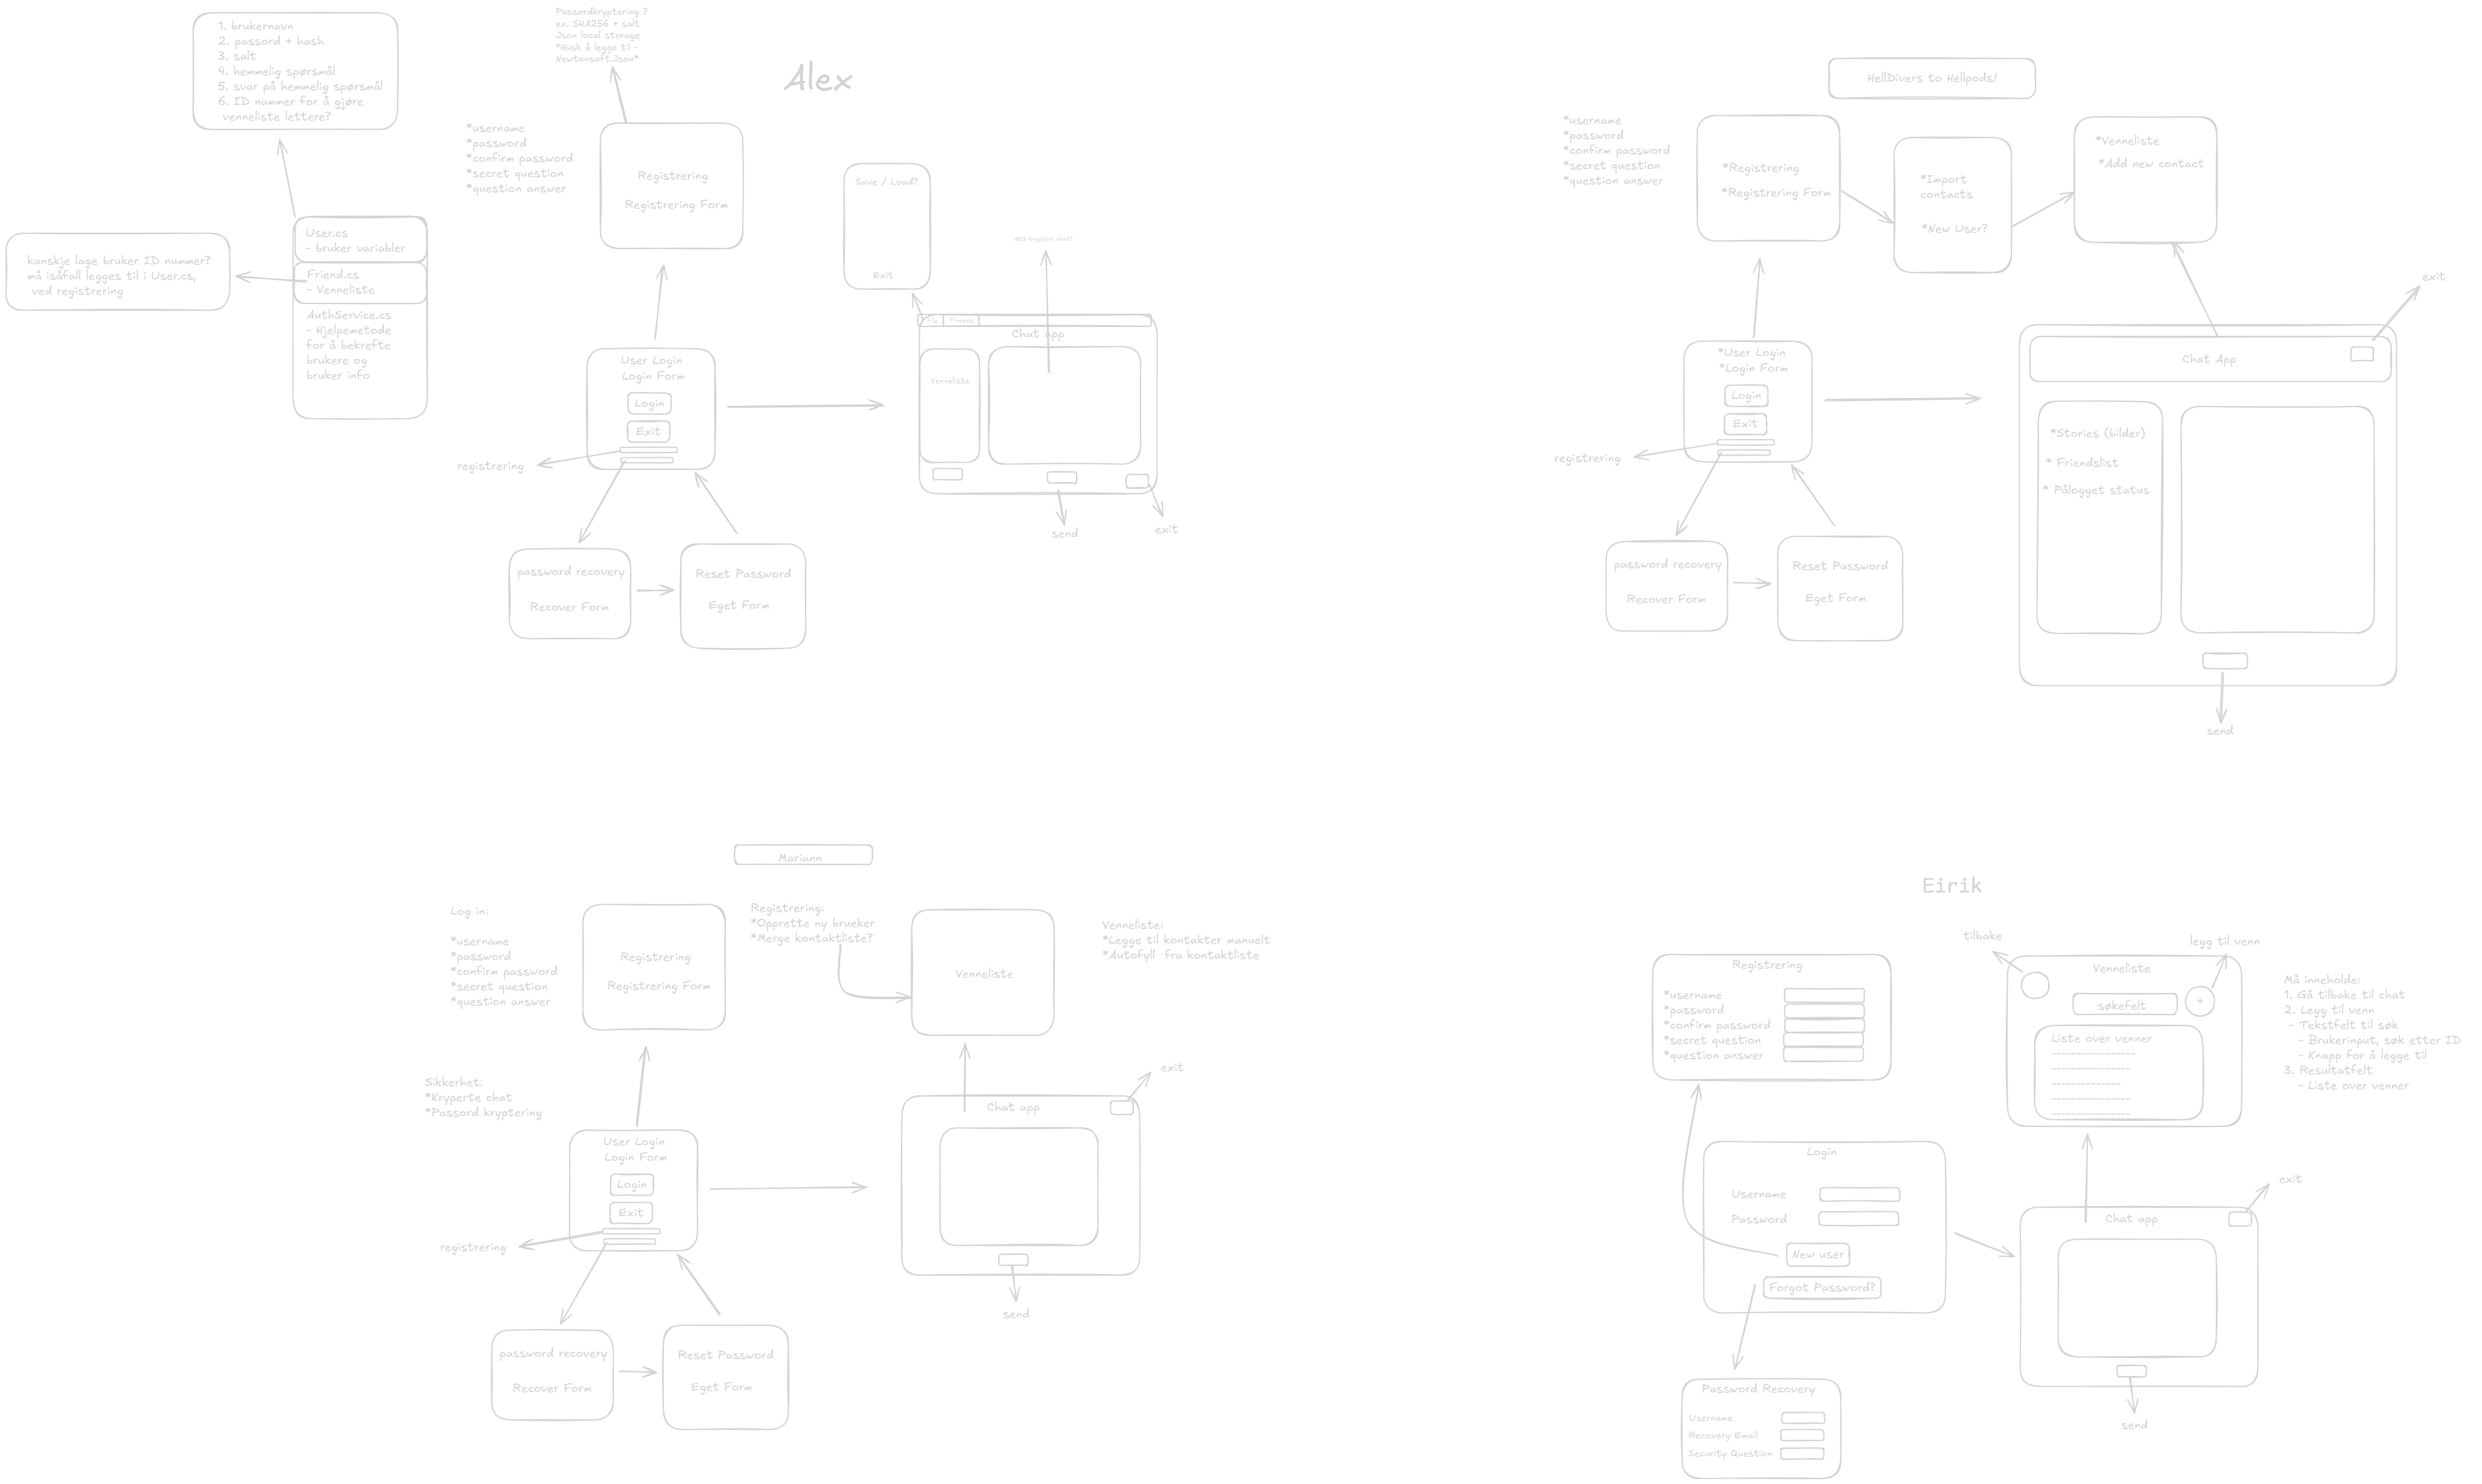 1. brukernavn
2. passord + hash
3. salt
4. hemmelig spørsmål
5. svar på hemmelig spørsmål
6. ID nummer for å gjøre
venneliste lettere?
User.cs
- bruker variabler
Friend.cs
- Venneliste
AuthService.cs
- Hjelpemetode
for å bekrefte
brukere og
bruker info
kanskje lage bruker ID nummer?
må isåfall legges til i User.cs,
ved registrering
Passordkryptering ?
ex. SHA256 + salt
Json local storage
*Husk å legge til -
Newtonsoft.Json*
Alex
*username
*password
*confirm password
*secret question
*question answer
Registrering
Registrering Form
Save / Load?
Exit
AES kryptert chat?
User Login
Login Form
Login
Exit
registrering
File
Themes
Chat app
Venneliste
send
exit
password recovery
Recover Form
Reset Password
Eget Form
HellDivers to Hellpods!
*username
*password
*confirm password
*secret question
*question answer
*Registrering
*Registrering Form
*Import
contacts
*New User?
*Venneliste
*Add new contact
exit
*User Login
*Login Form
Login
Exit
registrering
Chat App
*Stories (bilder)
* Friendslist
* Pålogget status
send
password recovery
Recover Form
Reset Password
Eget Form
Mariann
Log in:
*username
*password
*confirm password
*secret question
*question answer
Registrering
Registrering Form
Registrering:
*Opprette ny brueker
*Merge kontaktliste?
Venneliste
Venneliste:
*Legge til kontakter manuelt
*Autofyll fra kontaktliste
Sikkerhet:
*Kryperte chat
*Passord kryptering
User Login
Login Form
Login
Exit
registrering
Chat app
exit
send
password recovery
Recover Form
Reset Password
Eget Form
Eirik
Registrering
*username
*password
*confirm password
*secret question
*question answer
tilbake
legg til venn
Venneliste
søkefelt
+
Liste over venner
Må inneholde:
1. Gå tilbake til chat
2. Legg til venn
- Tekstfelt til søk
- Brukerinput, søk etter ID
- Knapp for å legge til
3. Resultatfelt
- Liste over venner
Login
Username
Password
New user
Forgot Password?
Chat app
exit
send
Password Recovery
Username
Recovery Email
Security Question